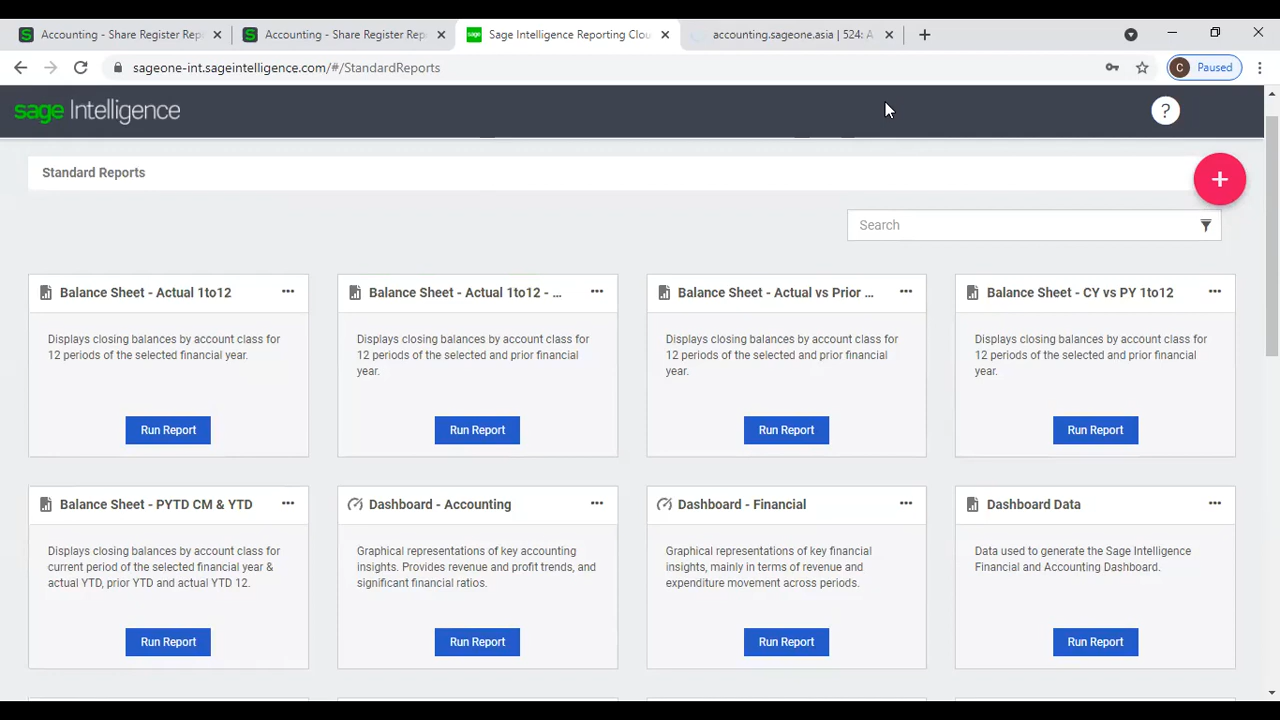 Accounting - Share Register Rep
Accounting - Share Register Rep
Sage Intelligence Reporting Clou
accounting.sageone.asia | 524: A
sageone-int.sageintelligence.com/#/StandardReports
C
Paused
sage Intelligence
?
Standard Reports
+
Search
Balance Sheet - Actual 1to12
Displays closing balances by account class for
12 periods of the selected financial year.
Run Report
Balance Sheet - Actual 1to12 - ...
Displays closing balances by account class for
12 periods of the selected and prior financial
year.
Run Report
Balance Sheet - Actual vs Prior ...
Displays closing balances by account class for
12 periods of the selected and prior financial
year.
Run Report
Balance Sheet - CY vs PY 1to12
Displays closing balances by account class for
12 periods of the selected and prior financial
year.
Run Report
Balance Sheet - PYTD CM & YTD
Displays closing balances by account class for
current period of the selected financial year &
actual YTD, prior YTD and actual YTD 12.
Run Report
Dashboard - Accounting
Graphical representations of key accounting
insights. Provides revenue and profit trends, and
significant financial ratios.
Run Report
Dashboard - Financial
Graphical representations of key financial
insights, mainly in terms of revenue and
expenditure movement across periods.
Run Report
Dashboard Data
Data used to generate the Sage Intelligence
Financial and Accounting Dashboard.
Run Report